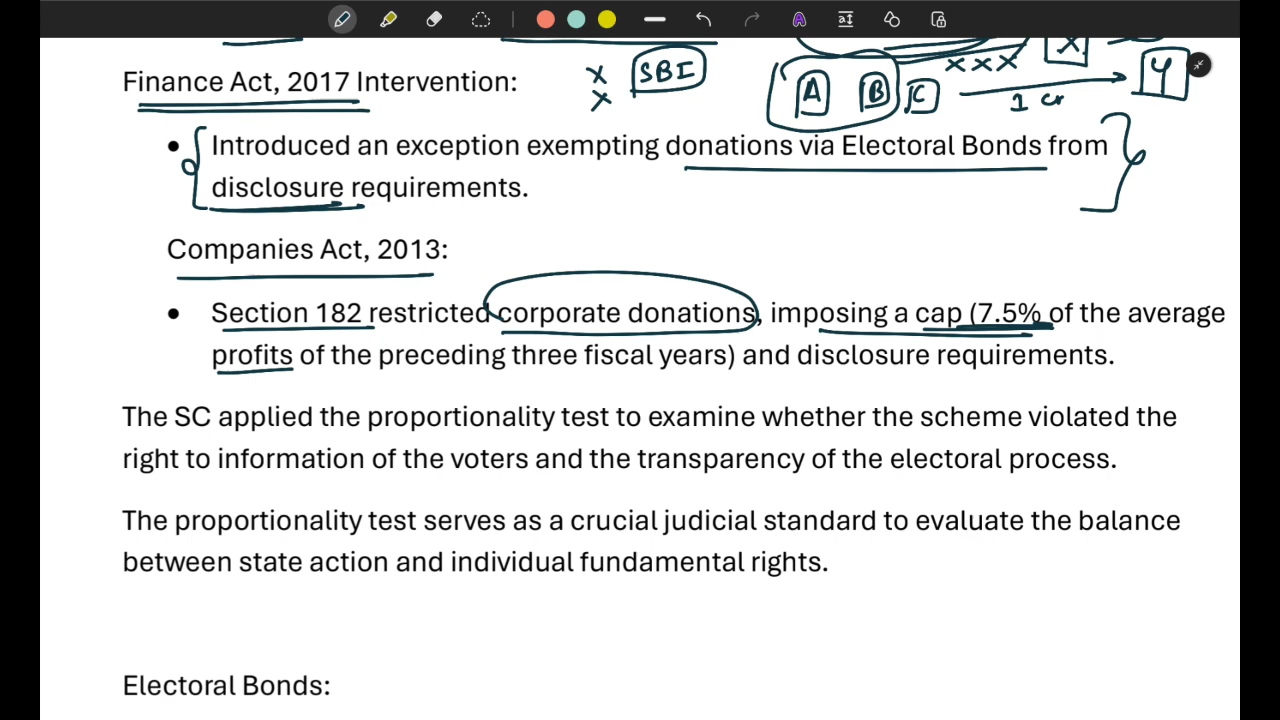 Finance Act, 2017 Intervention:
x
x
SBI
A
B
C
xxx
x
1 cr
Y
• Introduced an exception exempting donations via Electoral Bonds from
disclosure requirements.
Companies Act, 2013:
• Section 182 restricted corporate donations, imposing a cap (7.5% of the average
profits of the preceding three fiscal years) and disclosure requirements.
The SC applied the proportionality test to examine whether the scheme violated the
right to information of the voters and the transparency of the electoral process.
The proportionality test serves as a crucial judicial standard to evaluate the balance
between state action and individual fundamental rights.
Electoral Bonds: